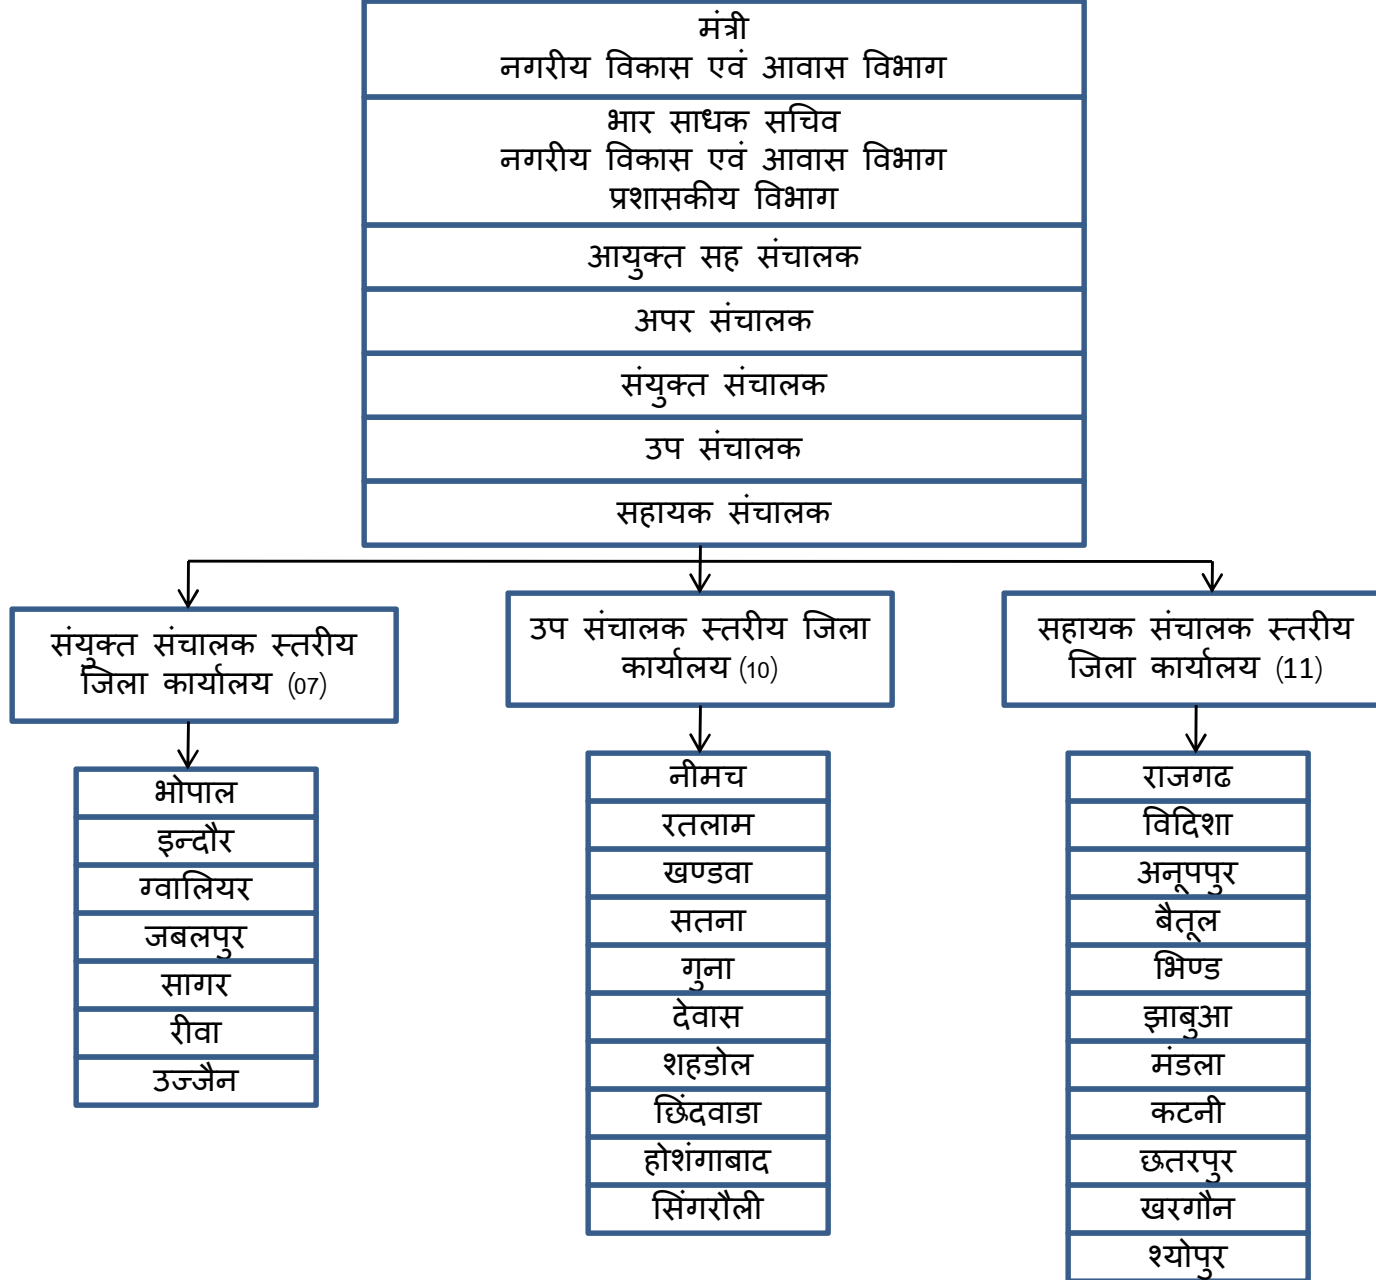 मंत्री
नगरीय विकास एवं आवास विभाग
भार साधक सचिव
नगरीय विकास एवं आवास विभाग
प्रशासकीय विभाग
आयुक्त सह संचालक
अपर संचालक
संयुक्त संचालक
उप संचालक
सहायक संचालक
संयुक्त संचालक स्तरीय
जिला कार्यालय (07)
भोपाल
इन्दौर
ग्वालियर
जबलपुर
सागर
रीवा
उज्जैन
उप संचालक स्तरीय जिला
कार्यालय (10)
नीमच
रतलाम
खण्डवा
सतना
गुना
देवास
शहडोल
छिंदवाडा
होशंगाबाद
सिंगरौली
सहायक संचालक स्तरीय
जिला कार्यालय (11)
राजगढ
विदिशा
अनूपपुर
बैतूल
भिण्ड
झाबुआ
मंडला
कटनी
छतरपुर
खरगौन
श्योपुर